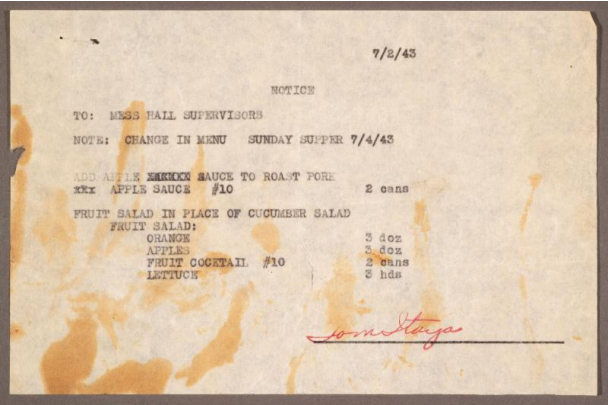 7/2/43
NOTICE
TO: MESS HALL SUPERVISORS
NOTE: CHANGE IN MENU SUNDAY SUPPER 7/4/43
ADD APPLE SAUCE TO ROAST PORK
xxx APPLE SAUCE #10 2 cans
FRUIT SALAD IN PLACE OF CUCUMBER SALAD
FRUIT SALAD:
ORANGE 3 doz
APPLES 3 doz
FRUIT COCKTAIL #10 2 cans
LETTUCE 3 hds
Tom